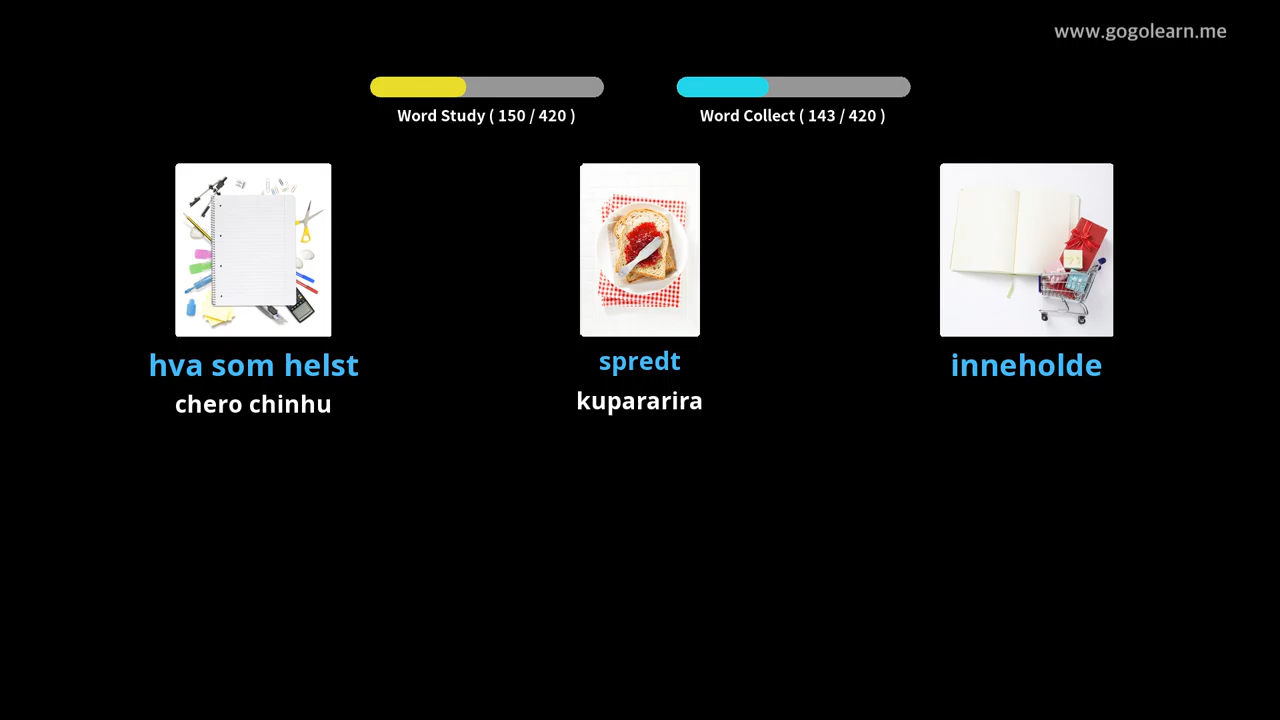 www.gogolearn.me
Word Study ( 150 / 420 )
Word Collect ( 143 / 420 )
hva som helst
chero chinhu
spredt
kupararira
inneholde